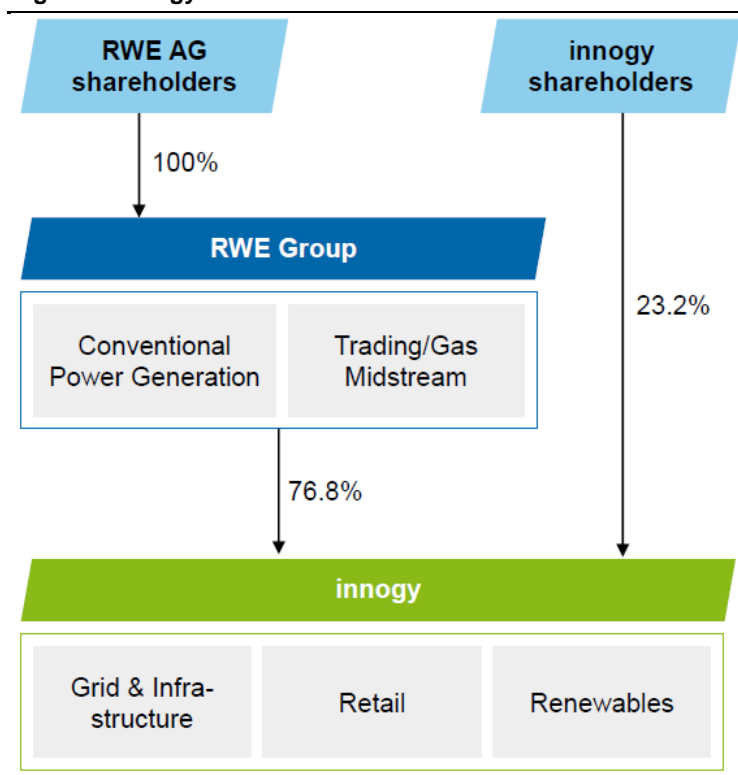 RWE AG
shareholders
innogy
shareholders
100%
RWE Group
23.2%
Conventional
Power Generation
Trading/Gas
Midstream
76.8%
innogy
Grid & Infra-
structure
Retail
Renewables